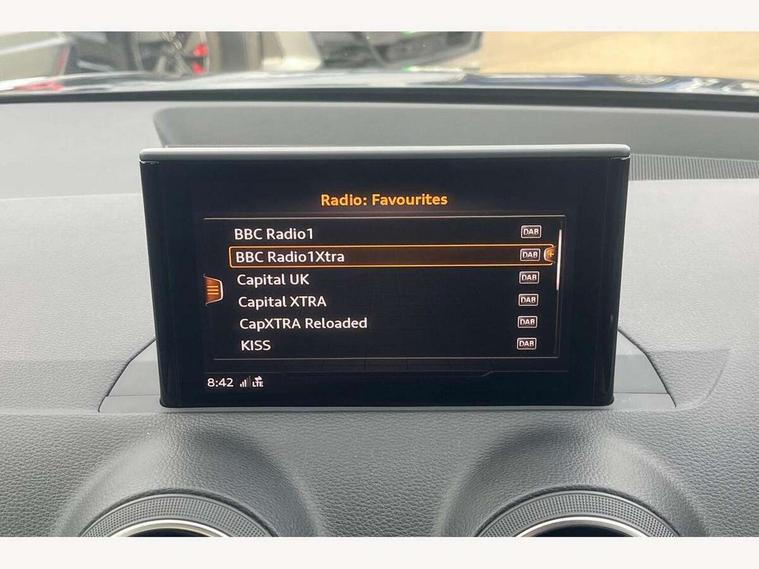 Radio: Favourites
BBC Radio1 DAB
BBC Radio1Xtra DAB
Capital UK DAB
Capital XTRA DAB
CapXTRA Reloaded DAB
KISS DAB
8:42 LTE